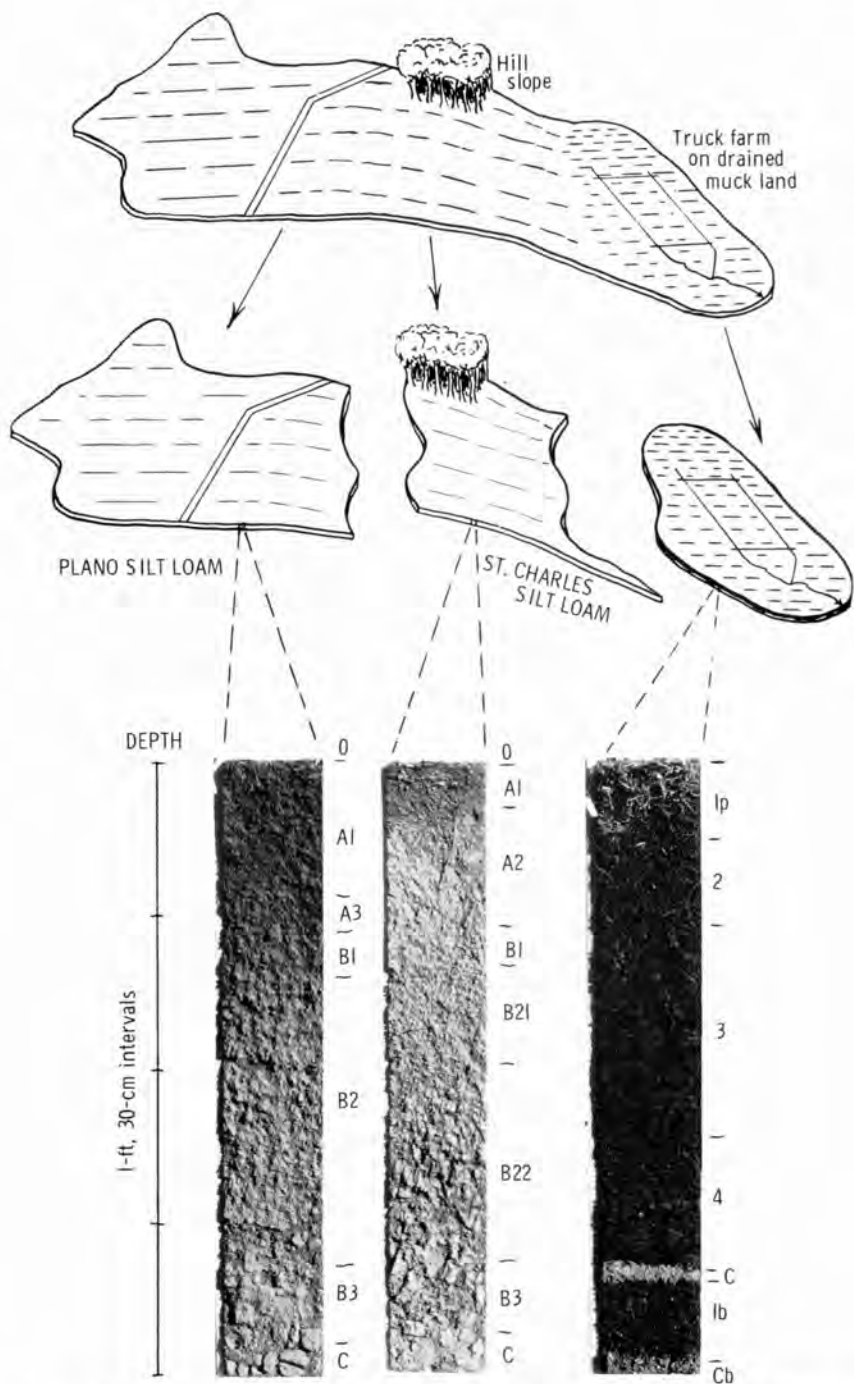 Hill
slope
Truck farm
on drained
muck land
PLANO SILT LOAM
ST. CHARLES
SILT LOAM
DEPTH
1-ft, 30-cm intervals
0
A1
A3
B1
B2
B3
C
0
A1
A2
B1
B21
B22
B3
C
1p
2
3
4
C
1b
Cb